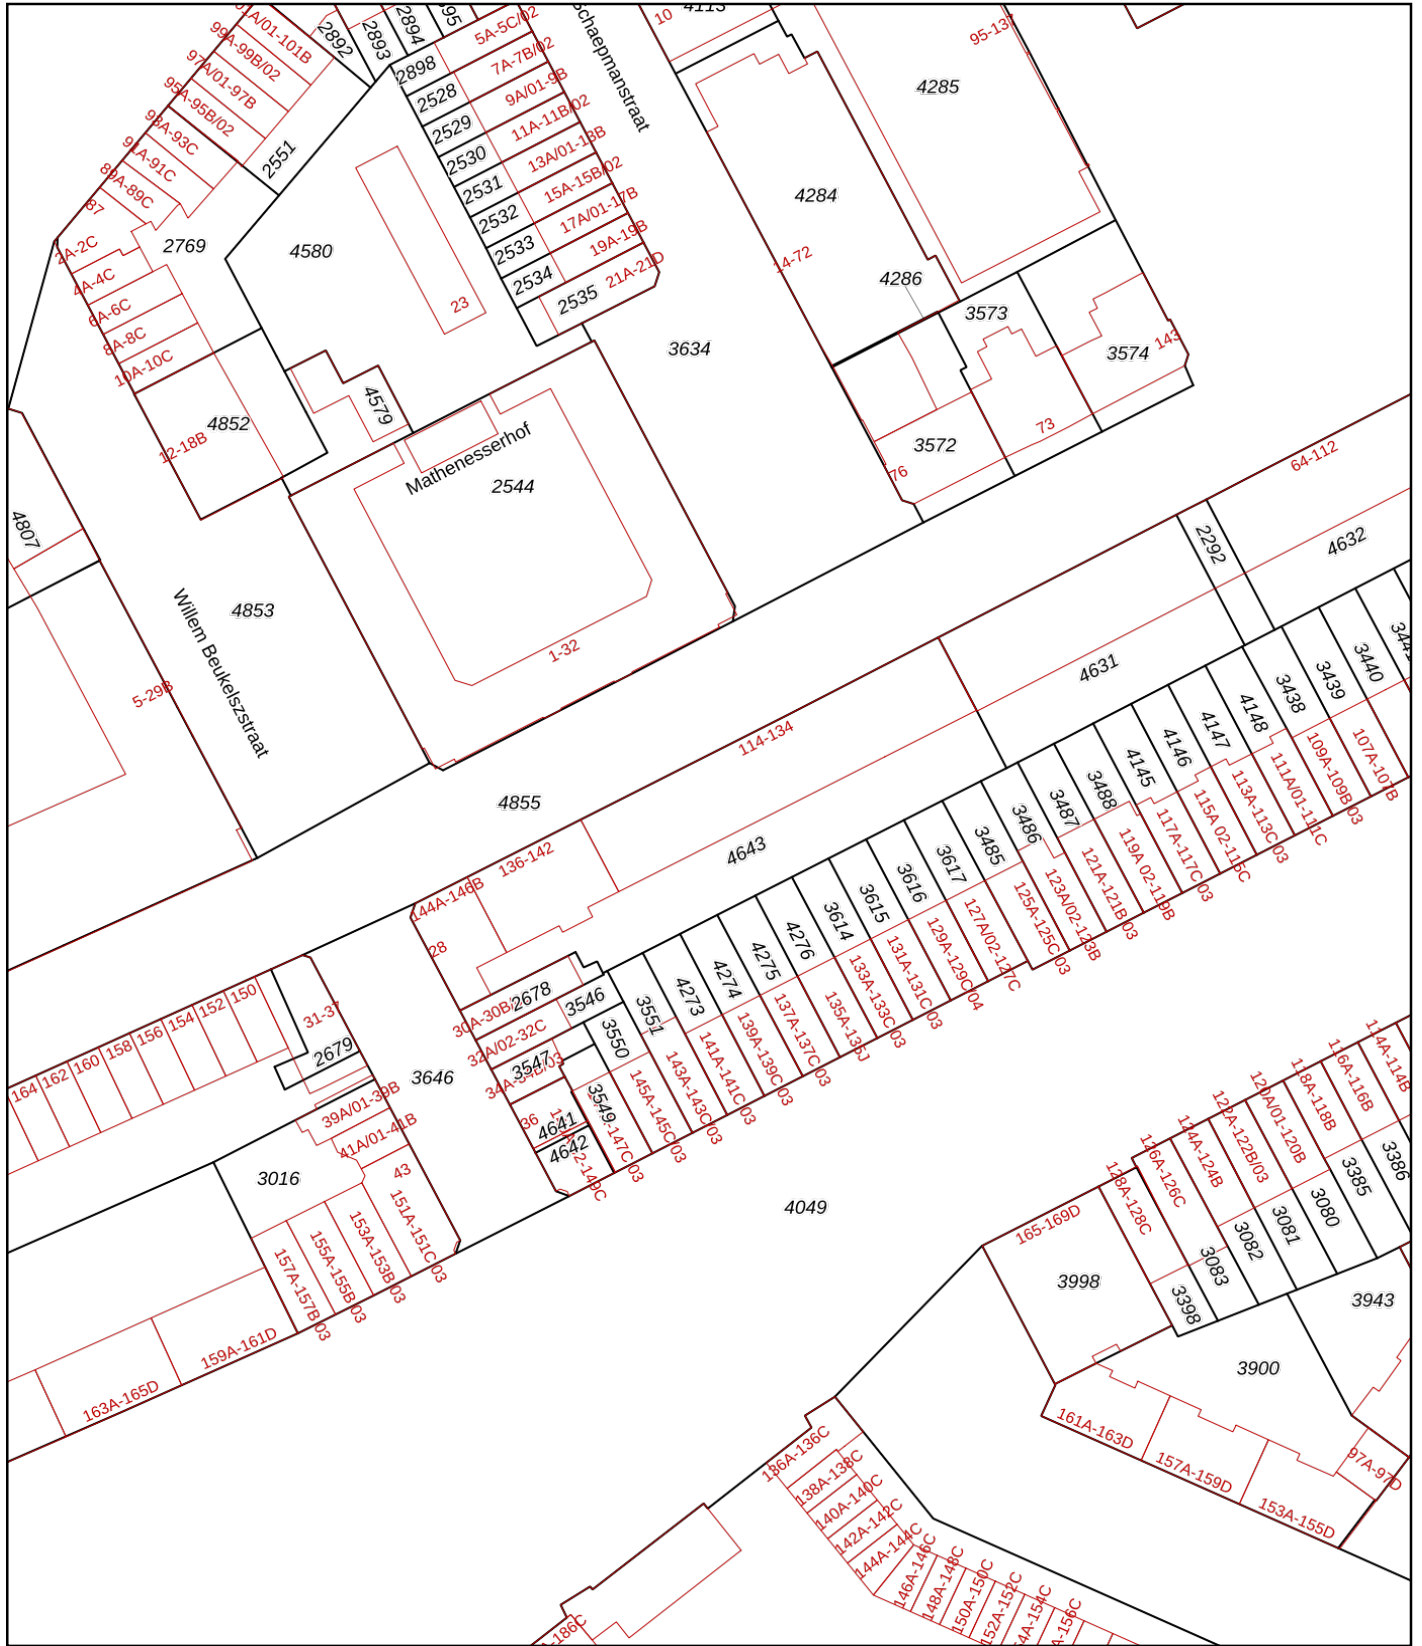 2892
2893
2894
10
4113
95-13
99A-99B/02
97A/01-97B
95A-95B/02
93A-93C
91A-91C
89A-89C
87
2A-2C
4A-4C
6A-6C
8A-8C
10A-10C
12-18B
2551
2769
4580
23
2898
2528
2529
2530
2531
2532
2533
2534
2535
5A-5C/02
7A-7B/02
9A/01-9B
11A-11B/02
13A/01-13B
15A-15B/02
17A/01-17B
19A-19B
21A-21D
Schaepmanstraat
4285
4284
14-72
4286
3573
3574
143
3634
3572
76
73
4579
4852
Mathenesserhof
2544
1-32
4807
4853
Willem Beukelszstraat
5-29B
64-112
2292
4632
4631
114-134
4855
4643
136-142
144A-146B
28
3440
3439
3438
4148
4147
4146
4145
3488
3487
3486
3485
3617
3616
3615
3614
4276
4275
4274
4273
3551
3550
3549
107A-107B
109A-109B/03
111A/01-111C
113A-113C/03
115A 02-115C
117A-117C/03
119A 02-119B
121A-121B/03
123A/02-123B
125A-125C/03
127A/02-127C
129A-129C/04
131A-131C/03
133A-133C/03
135A-135J
137A-137C/03
139A-139C/03
141A-141C/03
143A-143C/03
145A-145C/03
2678
3546
3547
32A/02-32C
36
4641
4642
3646
150
152
154
156
158
160
162
164
31-37
2679
39A/01-39B
41A/01-41B
43
3016
151A-151C/03
153A-153B/03
155A-155B/03
157A-157B/03
159A-161D
163A-165D
4049
114A-114B
116A-116B
118A-118B
120A/01-120B
122A-122B/03
124A-124B
126A-126C
128A-128C
165-169D
3386
3385
3080
3081
3082
3083
3398
3998
3943
3900
161A-163D
157A-159D
153A-155D
97A-97D
136A-136C
138A-138C
140A-140C
142A-142C
144A-144C
146A-146C
148A-148C
150A-150C
152A-152C